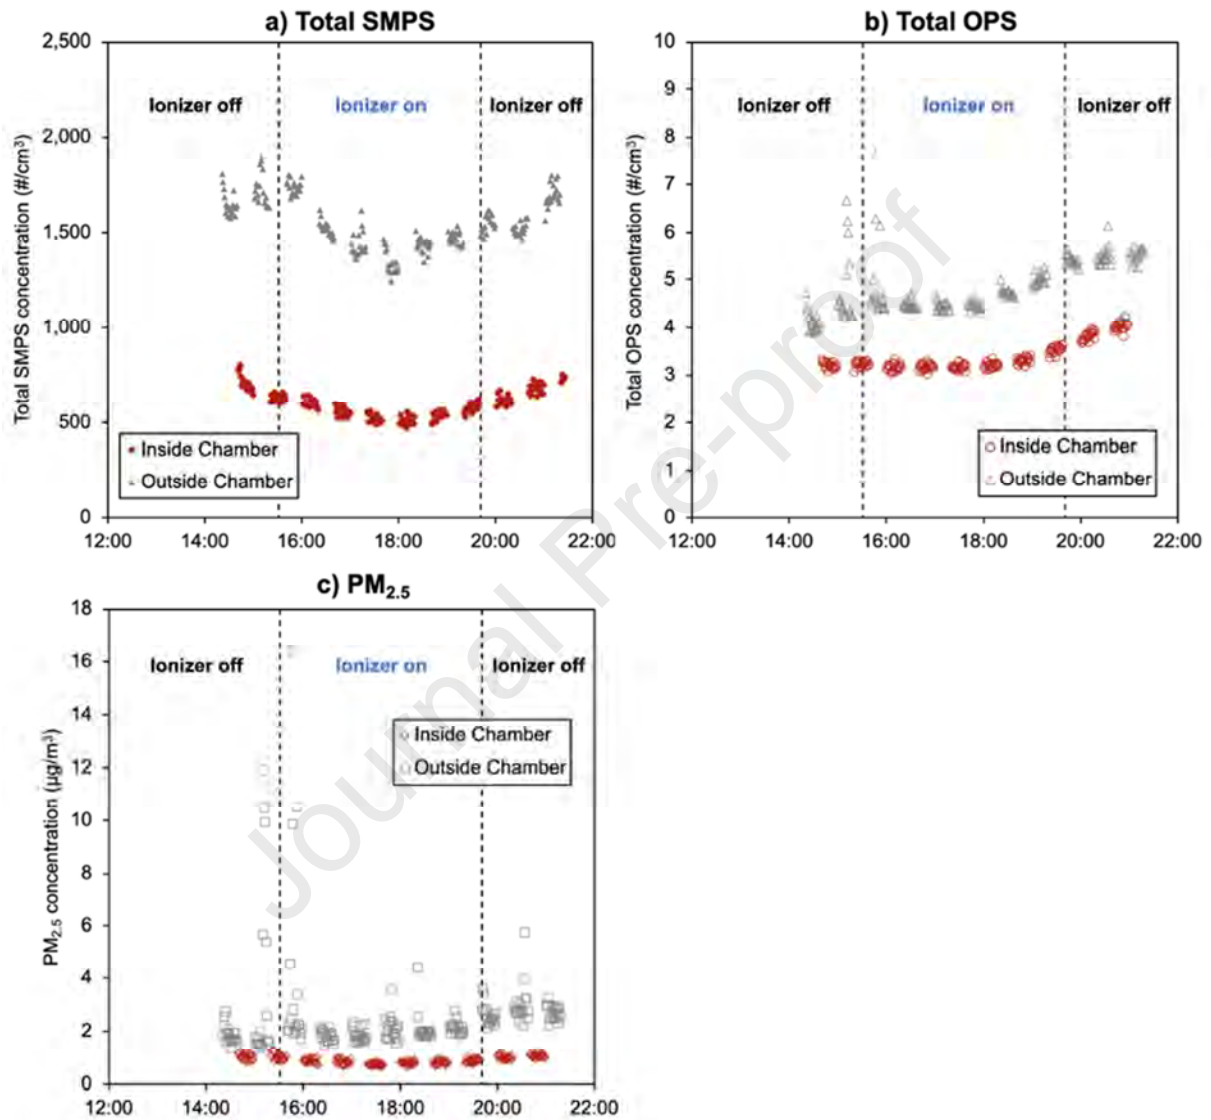 a) Total SMPS
Total SMPS concentration (#/cm³)
2,500
2,000
1,500
1,000
500
0
Ionizer off
Ionizer on
Ionizer off
Inside Chamber
Outside Chamber
12:00 14:00 16:00 18:00 20:00 22:00
b) Total OPS
Total OPS concentration (#/cm³)
10
9
8
7
6
5
4
3
2
1
0
Ionizer off
Ionizer on
Ionizer off
Inside Chamber
Outside Chamber
12:00 14:00 16:00 18:00 20:00 22:00
c) PM₂.₅
PM₂.₅ concentration (µg/m³)
18
16
14
12
10
8
6
4
2
0
Ionizer off
Ionizer on
Ionizer off
Inside Chamber
Outside Chamber
12:00 14:00 16:00 18:00 20:00 22:00
Journal Pre-proof